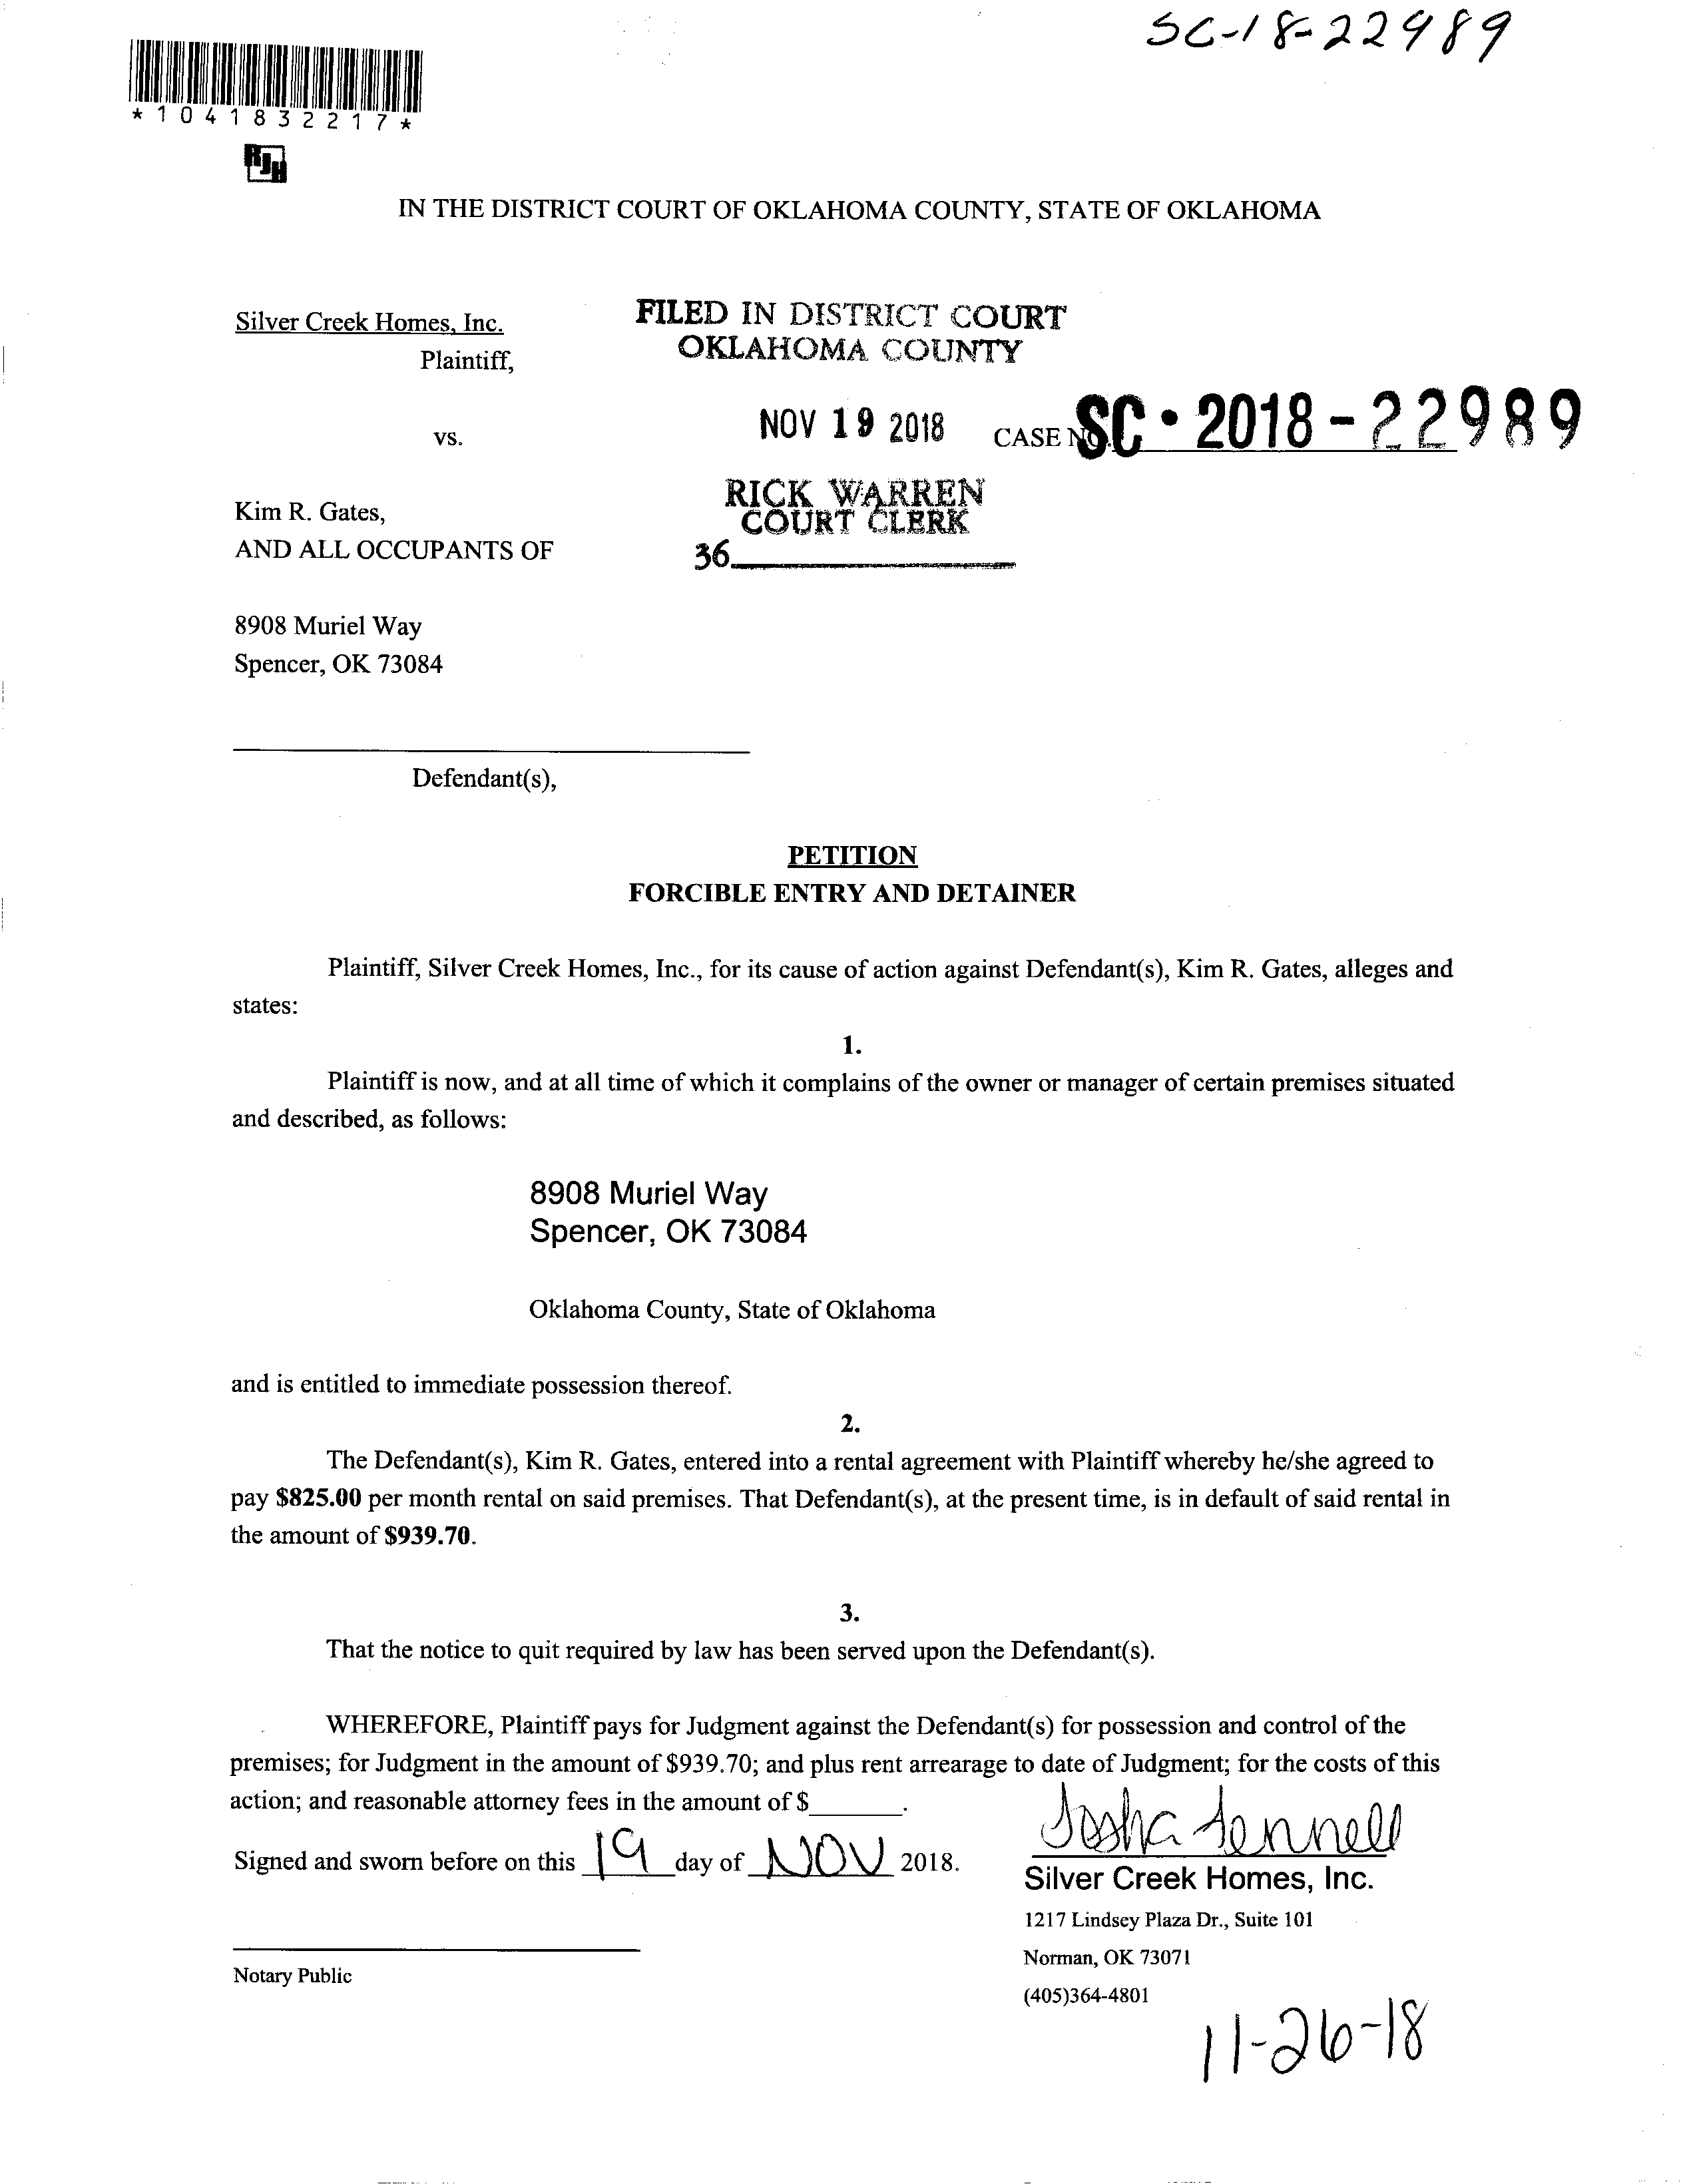 SC-18-22989
*1041832217*
RJH
IN THE DISTRICT COURT OF OKLAHOMA COUNTY, STATE OF OKLAHOMA
Silver Creek Homes, Inc.
Plaintiff,
FILED IN DISTRICT COURT
OKLAHOMA COUNTY
vs.
NOV 19 2018
CASE NO. SC • 2018 - 22989
Kim R. Gates,
AND ALL OCCUPANTS OF
RICK WARREN
COURT CLERK
36
8908 Muriel Way
Spencer, OK 73084
Defendant(s),
PETITION
FORCIBLE ENTRY AND DETAINER
Plaintiff, Silver Creek Homes, Inc., for its cause of action against Defendant(s), Kim R. Gates, alleges and
states:
1.
Plaintiff is now, and at all time of which it complains of the owner or manager of certain premises situated
and described, as follows:
8908 Muriel Way
Spencer, OK 73084
Oklahoma County, State of Oklahoma
and is entitled to immediate possession thereof.
2.
The Defendant(s), Kim R. Gates, entered into a rental agreement with Plaintiff whereby he/she agreed to
pay $825.00 per month rental on said premises. That Defendant(s), at the present time, is in default of said rental in
the amount of $939.70.
3.
That the notice to quit required by law has been served upon the Defendant(s).
WHEREFORE, Plaintiff pays for Judgment against the Defendant(s) for possession and control of the
premises; for Judgment in the amount of $939.70; and plus rent arrearage to date of Judgment; for the costs of this
action; and reasonable attorney fees in the amount of $______.
Signed and sworn before on this 19 day of NOV 2018.
Silver Creek Homes, Inc.
1217 Lindsey Plaza Dr., Suite 101
Norman, OK 73071
(405)364-4801
Notary Public
11-26-18